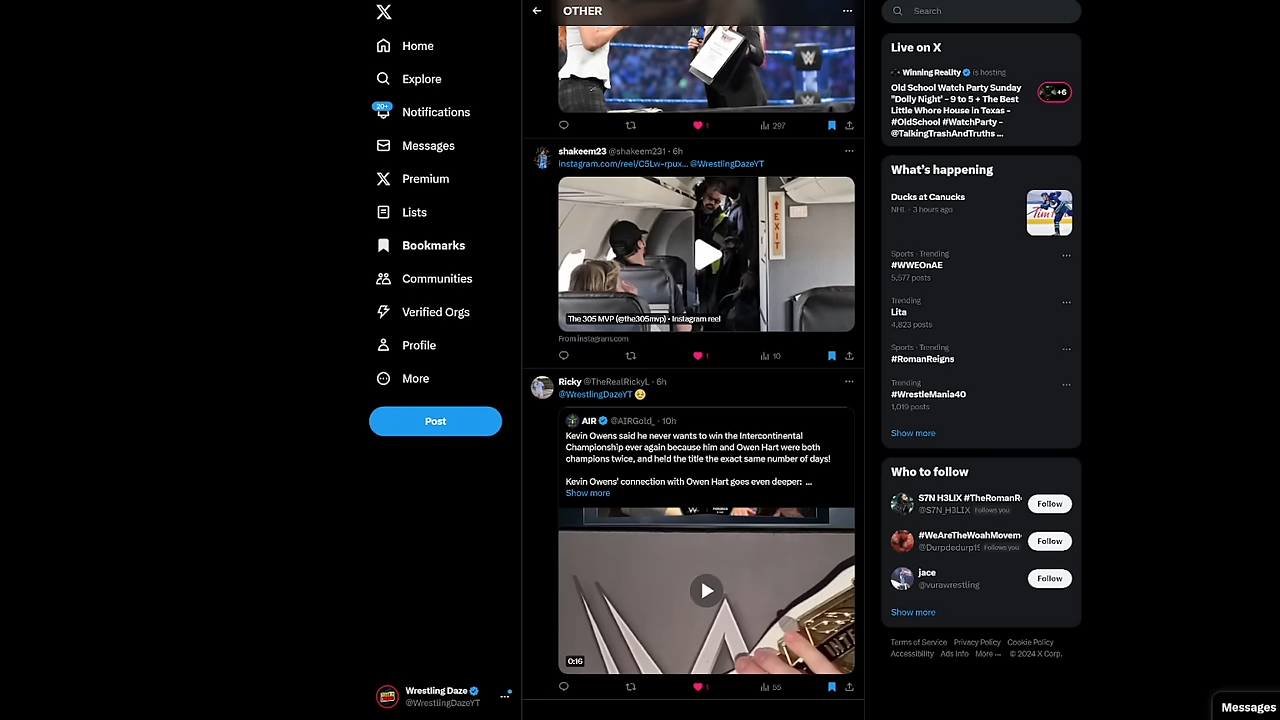 Home
Explore
20+
Notifications
Messages
Premium
Lists
Bookmarks
Communities
Verified Orgs
Profile
More
Post
Wrestling Daze
@WrestlingDazeYT
OTHER
1
297
shakeem23 @shakeem231 · 6h
instagram.com/reel/C5Lw-rpux... @WrestlingDazeYT
EXIT
The 305 MVP (@the305mvp) • Instagram reel
From instagram.com
1
10
Ricky @TheRealRickyL · 6h
@WrestlingDazeYT 🥹
AIR @AIRGold_ · 10h
Kevin Owens said he never wants to win the Intercontinental
Championship ever again because him and Owen Hart were both
champions twice, and held the title the exact same number of days!
Kevin Owens' connection with Owen Hart goes even deeper: ...
Show more
0:16
1
55
Search
Live on X
Winning Reality is hosting
Old School Watch Party Sunday
"Dolly Night' - 9 to 5 + The Best
Little Whore House in Texas -
#OldSchool #WatchParty -
@TalkingTrashAndTruths ...
+6
What's happening
Ducks at Canucks
NHL · 3 hours ago
Sports · Trending
#WWEOnAE
5,577 posts
Trending
Lita
4,823 posts
Sports · Trending
#RomanReigns
Trending
#WrestleMania40
1,019 posts
Show more
Who to follow
S7N H3LIX #TheRomanR
@S7N_H3LIX Follows you
Follow
#WeAreTheWoahMovem
@Durpdedurp15 Follows you
Follow
jace
@vurawrestling
Follow
Show more
Terms of Service Privacy Policy Cookie Policy
Accessibility Ads info More ... © 2024 X Corp.
Messages